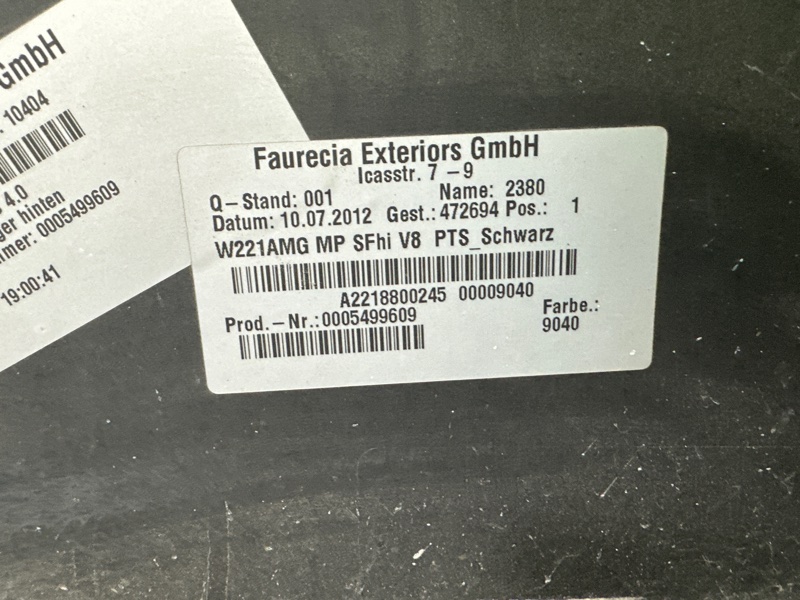 GmbH
10404
4.0
ger hinten
mmer: 0005499609
19:00:41
Faurecia Exteriors GmbH
Icasstr. 7 -9
Q-Stand: 001 Name: 2380
Datum: 10.07.2012 Gest.: 472694 Pos.: 1
W221AMG MP SFhi V8 PTS_Schwarz
A2218800245 00009040
Prod.-Nr.:0005499609 Farbe.:
9040